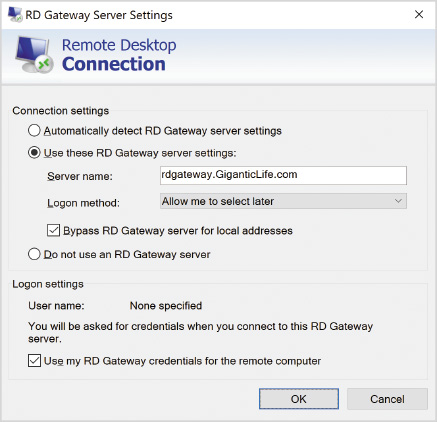 RD Gateway Server Settings
Remote Desktop
Connection
Connection settings
Automatically detect RD Gateway server settings
Use these RD Gateway server settings:
Server name: rdgateway.GiganticLife.com
Logon method: Allow me to select later
Bypass RD Gateway server for local addresses
Do not use an RD Gateway server
Logon settings
User name: None specified
You will be asked for credentials when you connect to this RD Gateway
server.
Use my RD Gateway credentials for the remote computer
OK Cancel